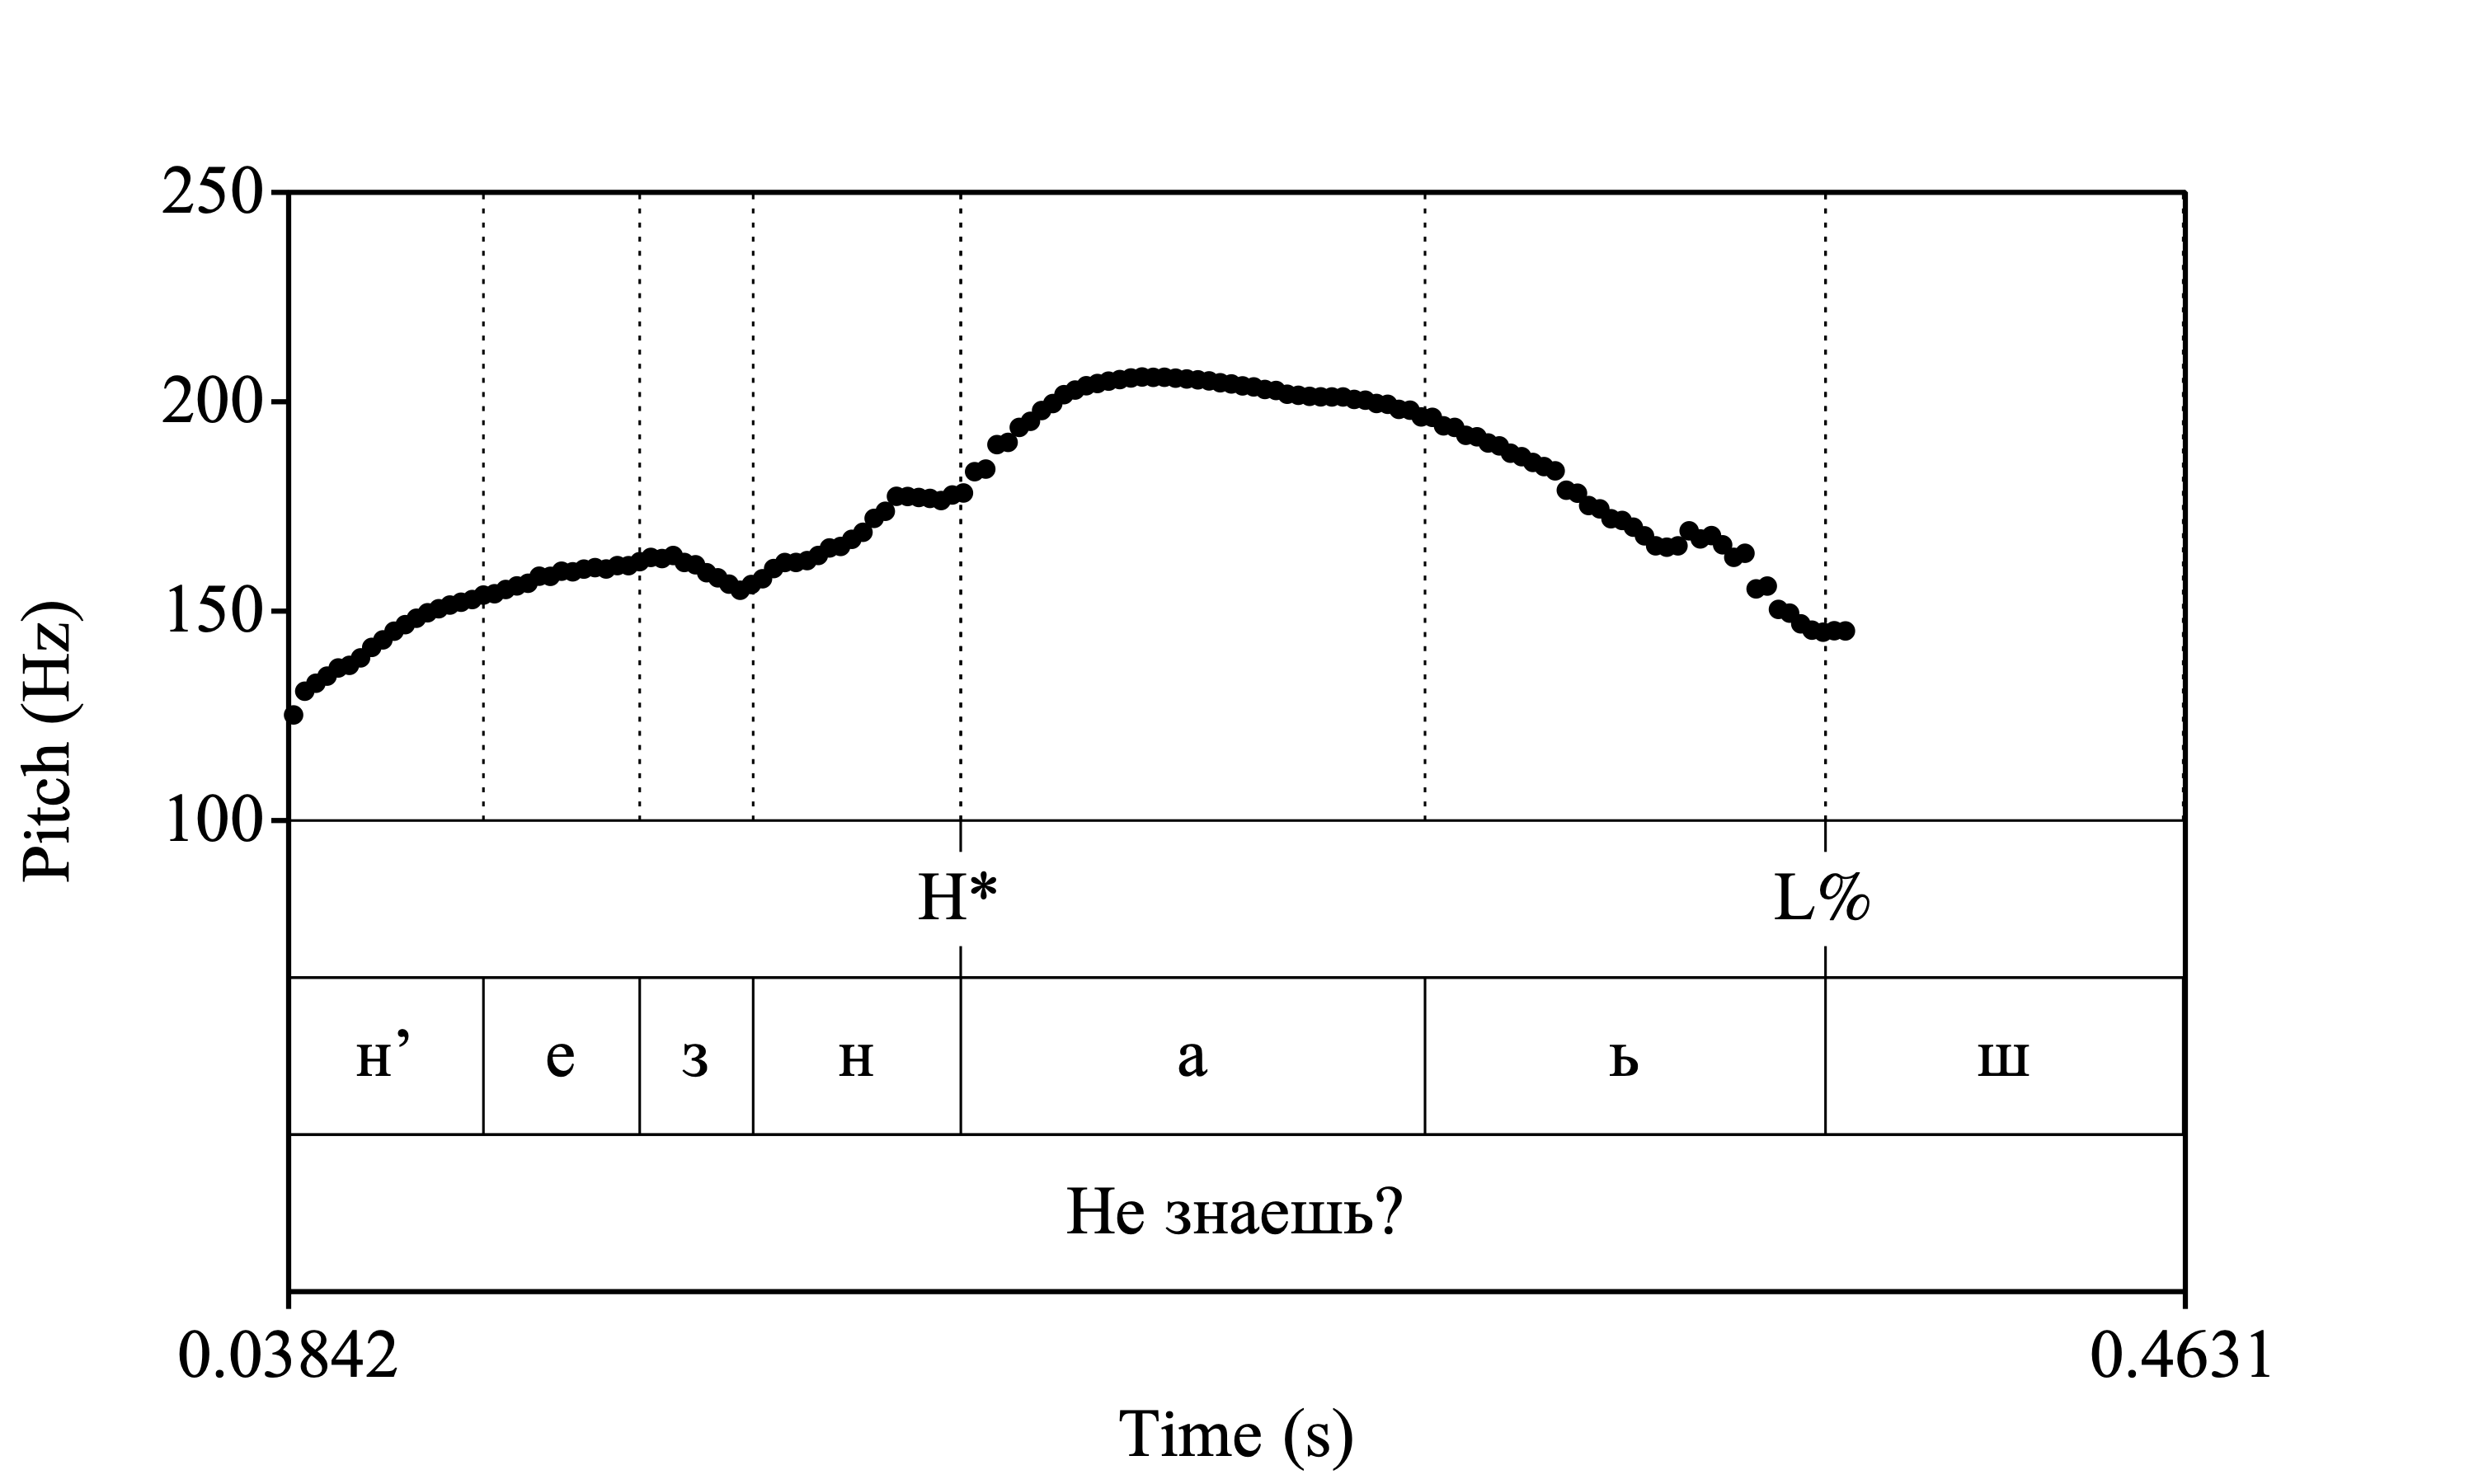 250
200
150
100
Pitch (Hz)
H* L%
н’ е з н а ь ш
Не знаешь?
0.03842 0.4631
Time (s)